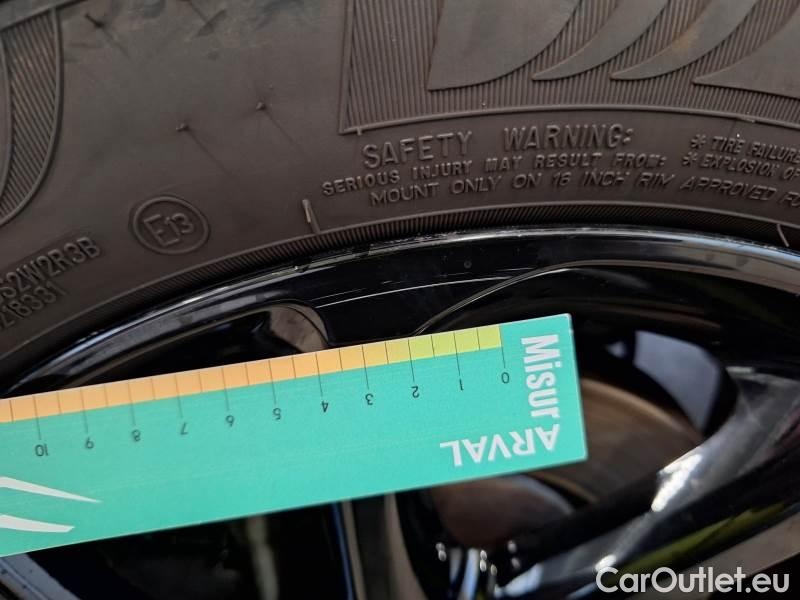 SAFETY WARNING:
SERIOUS INJURY MAY RESULT FROM:
* TIRE FAILURE
* EXPLOSION OF
MOUNT ONLY ON 16 INCH RIM APPROVED
E13
S2W2R3B
0 1 2 3 4 5 6 7 8 9 10
Misur
ARVAL
CarOutlet.eu